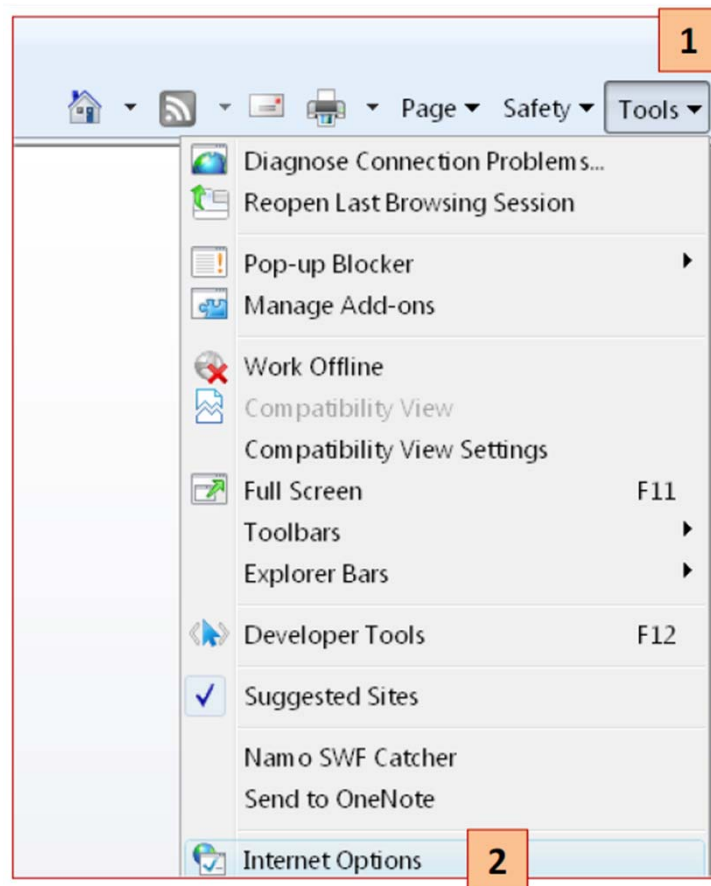 1
Page Safety Tools
Diagnose Connection Problems...
Reopen Last Browsing Session
Pop-up Blocker
Manage Add-ons
Work Offline
Compatibility View
Compatibility View Settings
Full Screen F11
Toolbars
Explorer Bars
Developer Tools F12
Suggested Sites
Namo SWF Catcher
Send to OneNote
Internet Options 2